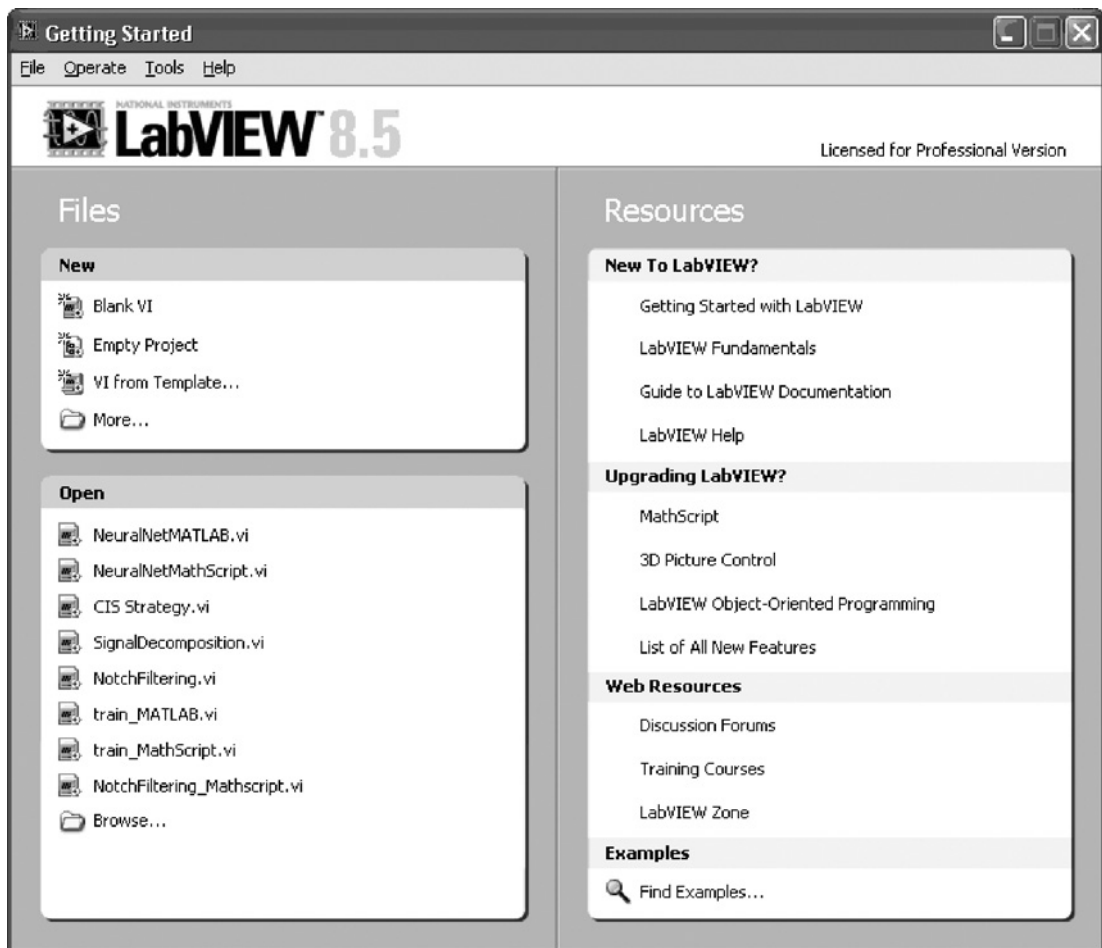 Getting Started
File Operate Tools Help
NATIONAL INSTRUMENTS
LabVIEW™ 8.5
Licensed for Professional Version
Files
New
Blank VI
Empty Project
VI from Template...
More...
Open
NeuralNetMATLAB.vi
NeuralNetMathScript.vi
CIS Strategy.vi
SignalDecomposition.vi
NotchFiltering.vi
train_MATLAB.vi
train_MathScript.vi
NotchFiltering_Mathscript.vi
Browse...
Resources
New To LabVIEW?
Getting Started with LabVIEW
LabVIEW Fundamentals
Guide to LabVIEW Documentation
LabVIEW Help
Upgrading LabVIEW?
MathScript
3D Picture Control
LabVIEW Object-Oriented Programming
List of All New Features
Web Resources
Discussion Forums
Training Courses
LabVIEW Zone
Examples
Find Examples...